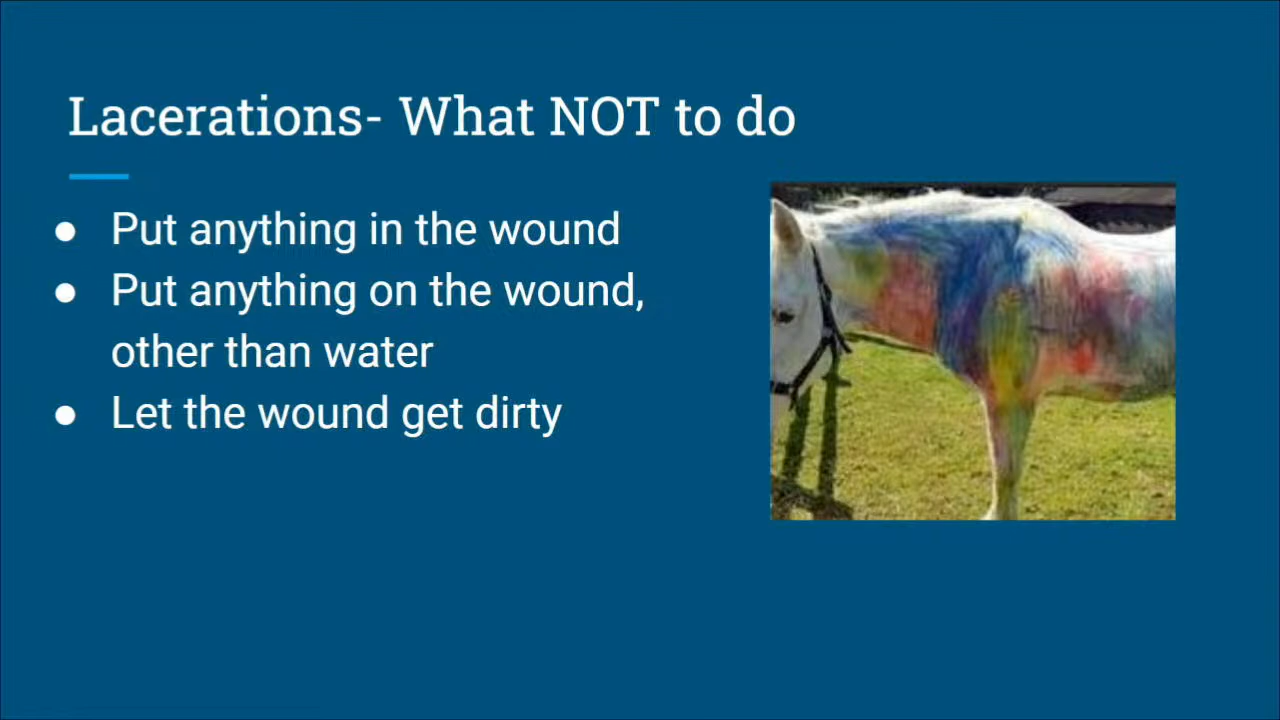 Lacerations- What NOT to do
● Put anything in the wound
● Put anything on the wound,
other than water
● Let the wound get dirty